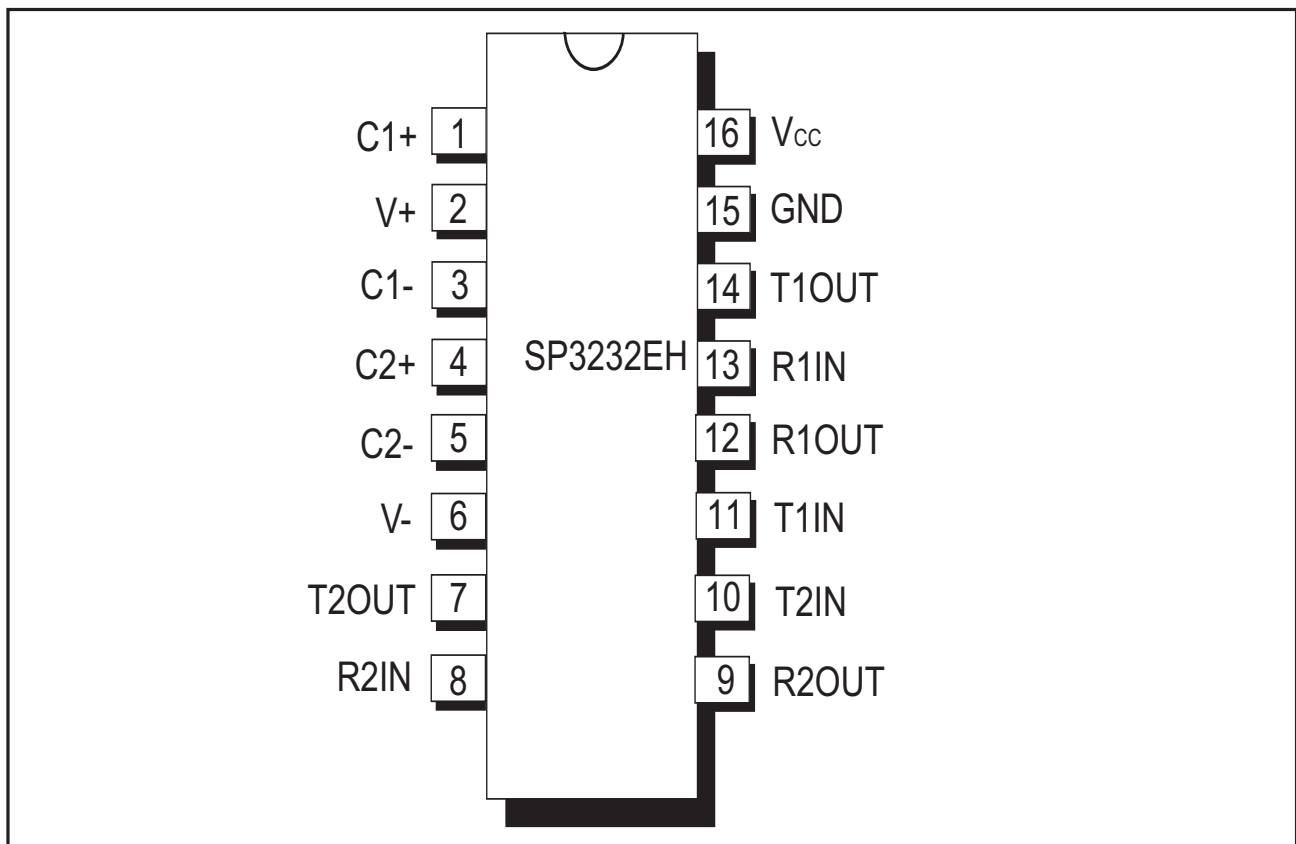 C1+ 1 16 Vcc
V+ 2 15 GND
C1- 3 14 T1OUT
C2+ 4 SP3232EH 13 R1IN
C2- 5 12 R1OUT
V- 6 11 T1IN
T2OUT 7 10 T2IN
R2IN 8 9 R2OUT